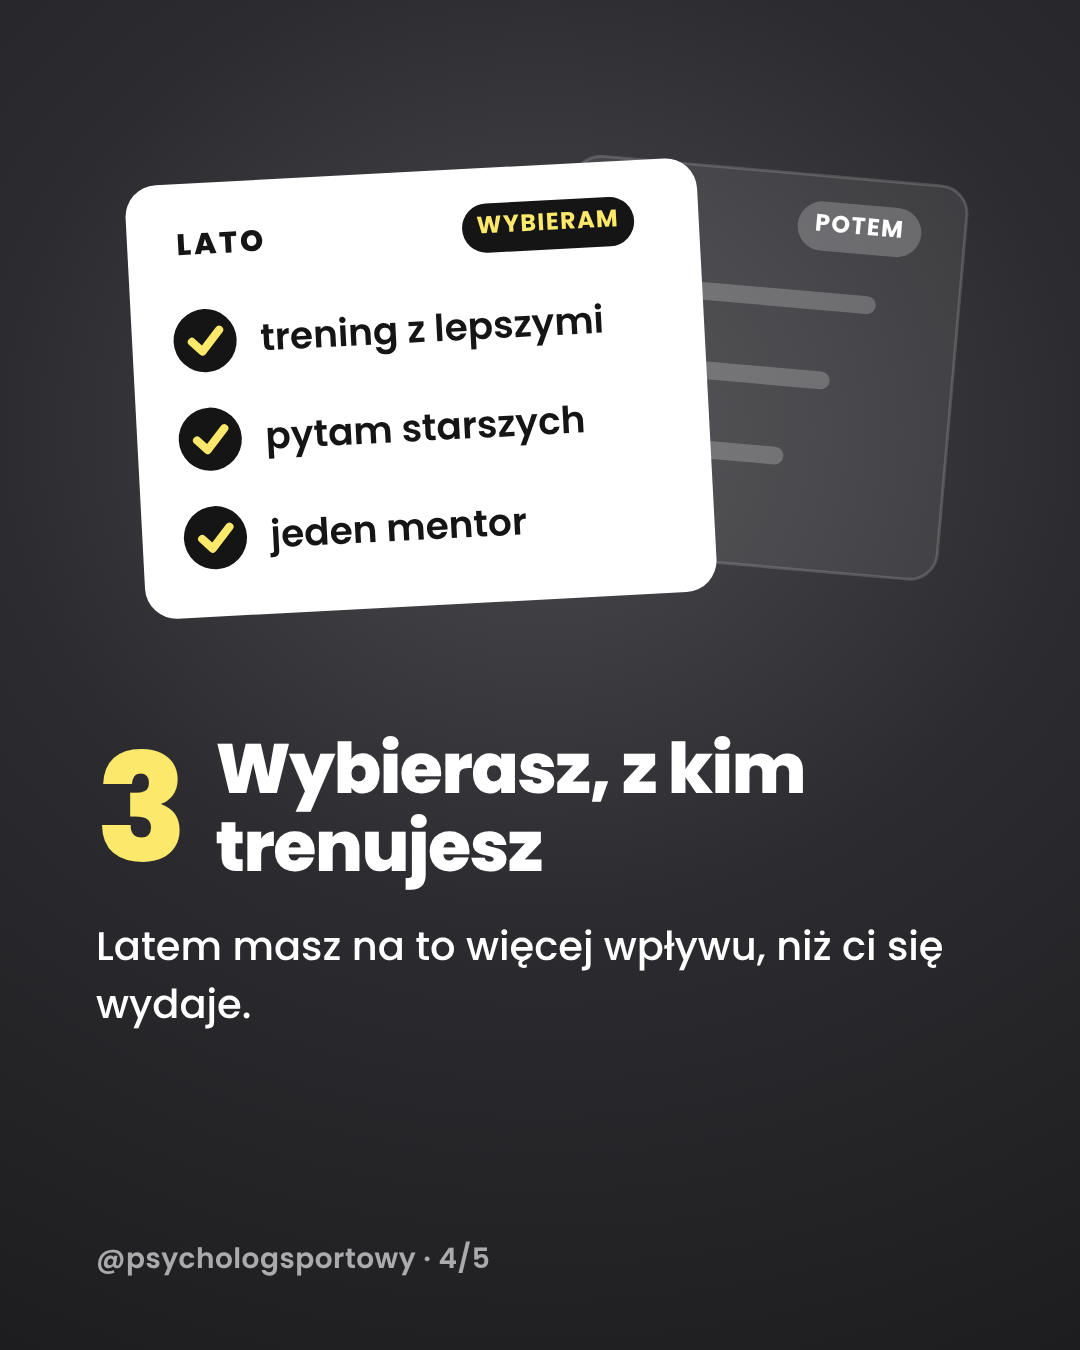 LATO
WYBIERAM
POTEM
trening z lepszymi
pytam starszych
jeden mentor
3
Wybierasz, z kim
trenujesz
Latem masz na to więcej wpływu, niż ci się
wydaje.
@psychologsportowy · 4/5